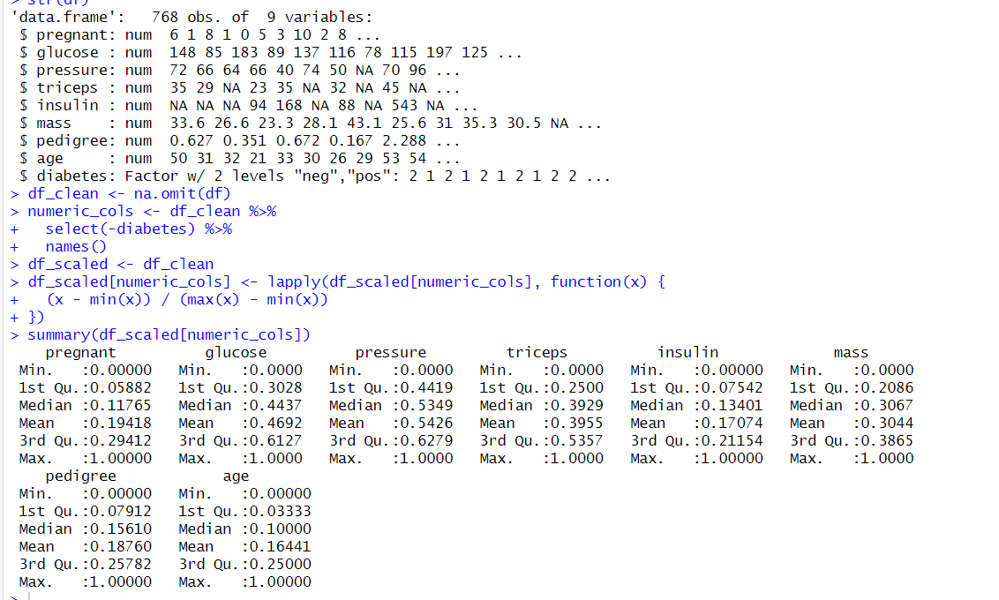 > str(df)
'data.frame':   768 obs. of  9 variables:
 $ pregnant: num  6 1 8 1 0 5 3 10 2 8 ...
 $ glucose : num  148 85 183 89 137 116 78 115 197 125 ...
 $ pressure: num  72 66 64 66 40 74 50 NA 70 96 ...
 $ triceps : num  35 29 NA 23 35 NA 32 NA 45 NA ...
 $ insulin : num  NA NA NA 94 168 NA 88 NA 543 NA ...
 $ mass    : num  33.6 26.6 23.3 28.1 43.1 25.6 31 35.3 30.5 NA ...
 $ pedigree: num  0.627 0.351 0.672 0.167 2.288 ...
 $ age     : num  50 31 32 21 33 30 26 29 53 54 ...
 $ diabetes: Factor w/ 2 levels "neg","pos": 2 1 2 1 2 1 2 1 2 2 ...
> df_clean <- na.omit(df)
> numeric_cols <- df_clean %>%
+   select(-diabetes) %>%
+   names()
> df_scaled <- df_clean
> df_scaled[numeric_cols] <- lapply(df_scaled[numeric_cols], function(x) {
+   (x - min(x)) / (max(x) - min(x))
+ })
> summary(df_scaled[numeric_cols])
    pregnant          glucose          pressure         triceps          insulin             mass
 Min.   :0.00000   Min.   :0.0000   Min.   :0.0000   Min.   :0.0000   Min.   :0.00000   Min.   :0.0000
 1st Qu.:0.05882   1st Qu.:0.3028   1st Qu.:0.4419   1st Qu.:0.2500   1st Qu.:0.07542   1st Qu.:0.2086
 Median :0.11765   Median :0.4437   Median :0.5349   Median :0.3929   Median :0.13401   Median :0.3067
 Mean   :0.19418   Mean   :0.4692   Mean   :0.5426   Mean   :0.3955   Mean   :0.17074   Mean   :0.3044
 3rd Qu.:0.29412   3rd Qu.:0.6127   3rd Qu.:0.6279   3rd Qu.:0.5357   3rd Qu.:0.21154   3rd Qu.:0.3865
 Max.   :1.00000   Max.   :1.0000   Max.   :1.0000   Max.   :1.0000   Max.   :1.00000   Max.   :1.0000
    pedigree            age
 Min.   :0.00000   Min.   :0.00000
 1st Qu.:0.07912   1st Qu.:0.03333
 Median :0.15610   Median :0.10000
 Mean   :0.18760   Mean   :0.16441
 3rd Qu.:0.25782   3rd Qu.:0.25000
 Max.   :1.00000   Max.   :1.00000
>